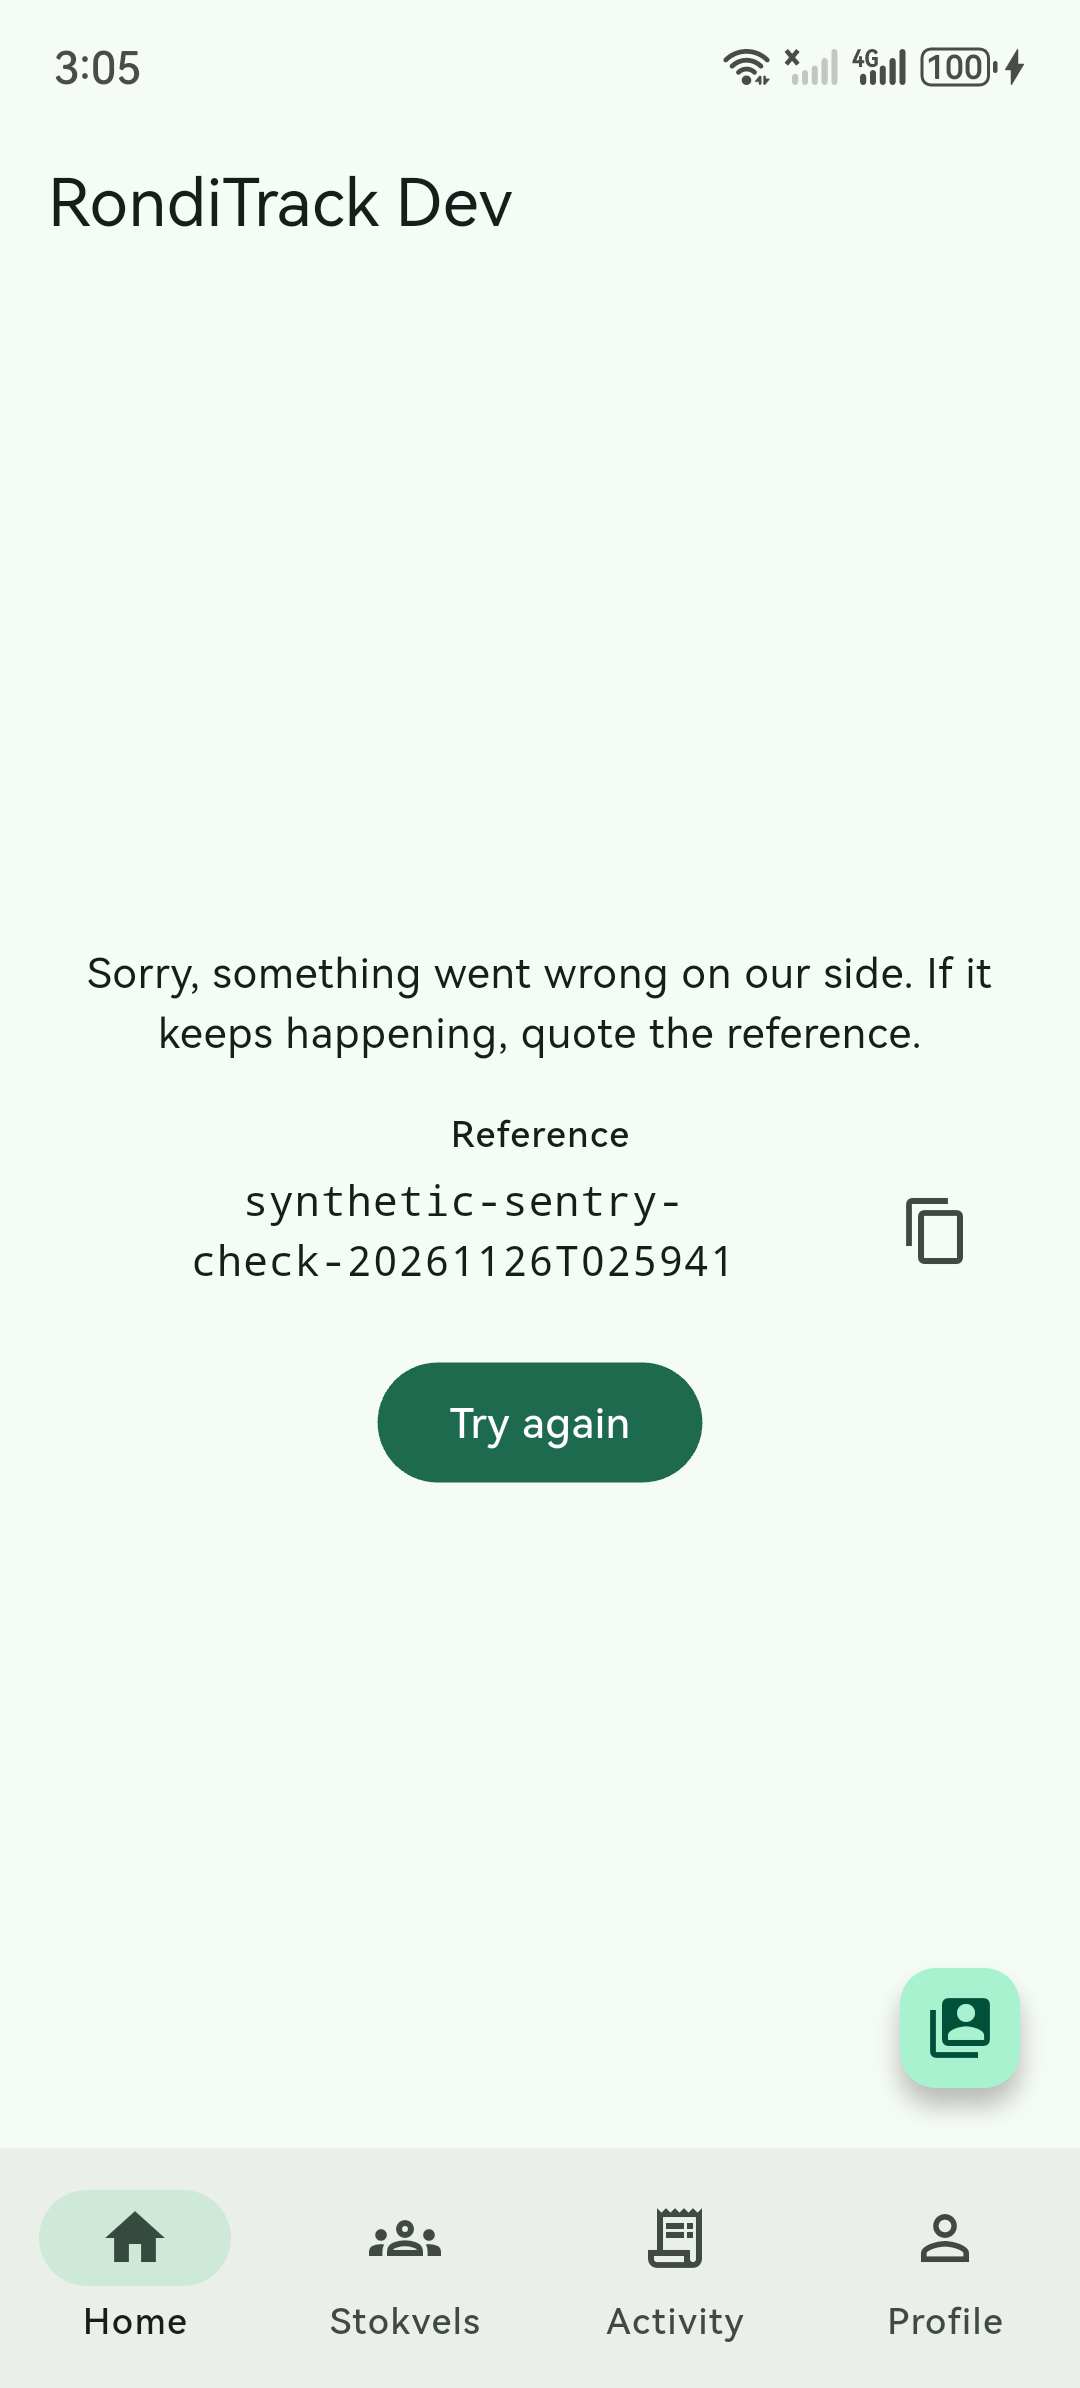 3:05
4G
100
RondiTrack Dev
Sorry, something went wrong on our side. If it
keeps happening, quote the reference.
Reference
synthetic-sentry-
check-20261126T025941
Try again
Home
Stokvels
Activity
Profile